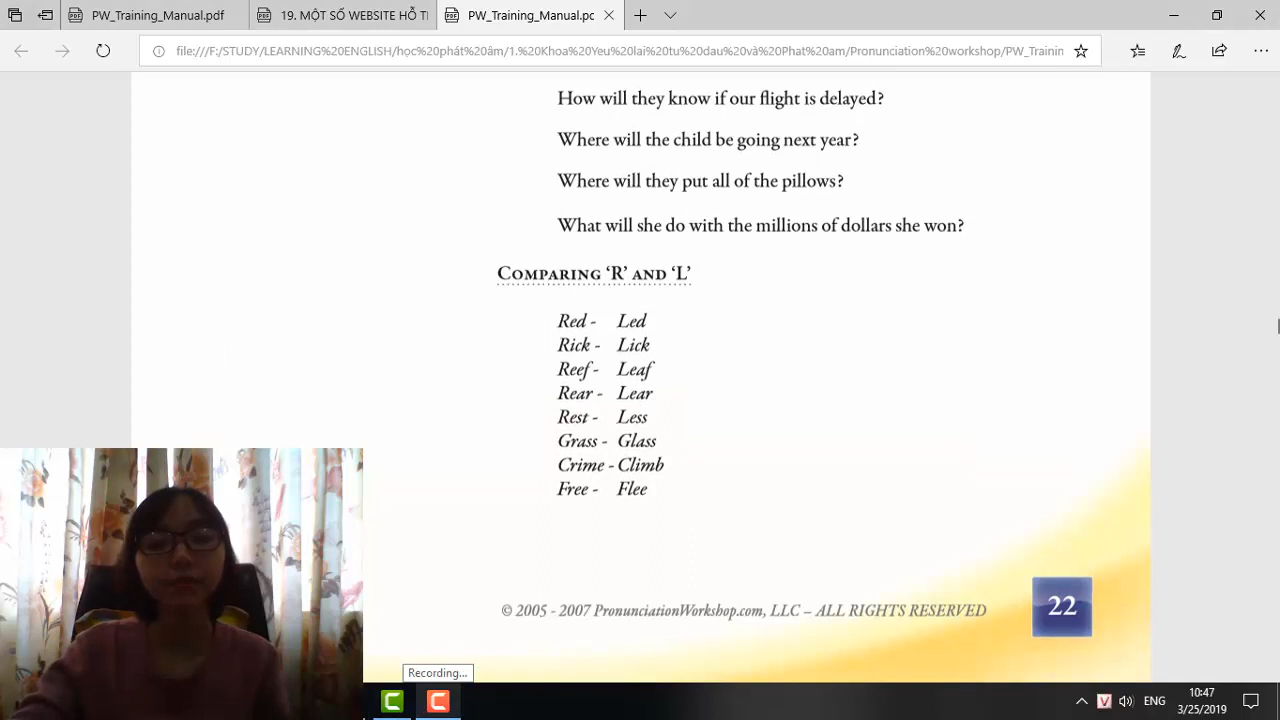 PW_Training_Manual.pdf
19. MỘT SỐ WEBSITE HỖ T
PW_Training_Manual.pdf
file:///F:/STUDY/LEARNING%20ENGLISH/học%20phát%20âm/1.%20Khoa%20Yeu%20lai%20tu%20dau%20và%20Phat%20am/Pronunciation%20workshop/PW_Trainin
How will they know if our flight is delayed?
Where will the child be going next year?
Where will they put all of the pillows?
What will she do with the millions of dollars she won?
Comparing ‘R’ and ‘L’
Red - Led
Rick - Lick
Reef - Leaf
Rear - Lear
Rest - Less
Grass - Glass
Crime - Climb
Free - Flee
© 2005 - 2007 PronunciationWorkshop.com, LLC – ALL RIGHTS RESERVED
22
Recording...
ENG
10:47
3/25/2019